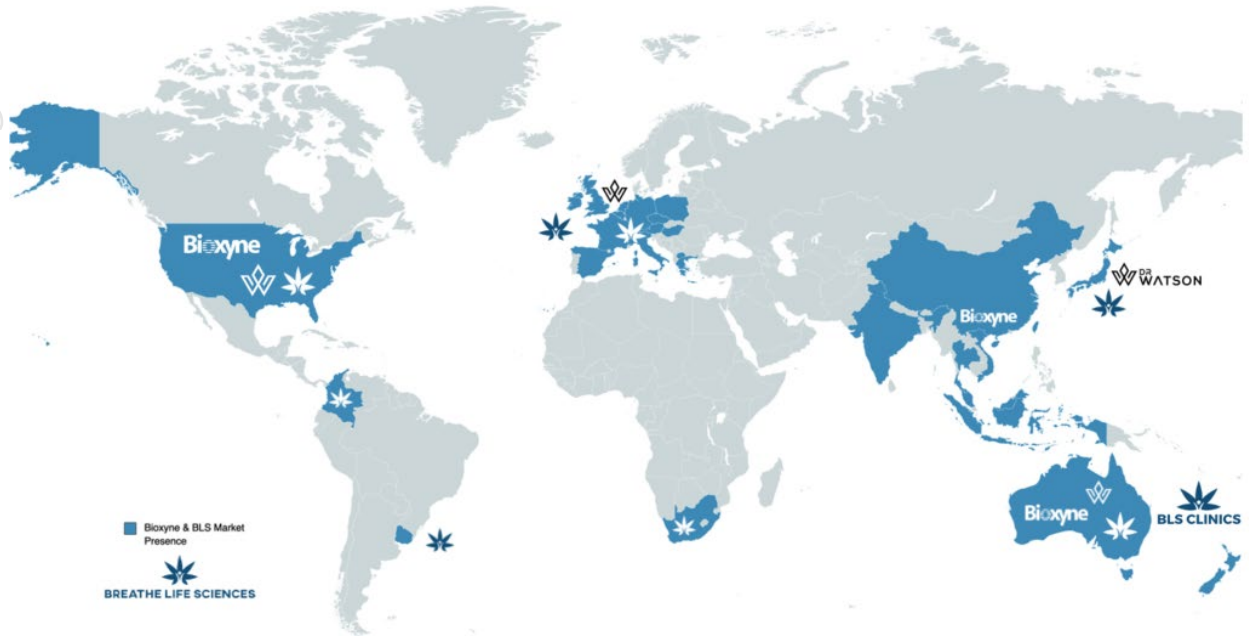 Bioxyne
DR
WATSON
Bioxyne
Bioxyne
BLS CLINICS
Bioxyne & BLS Market
Presence
BREATHE LIFE SCIENCES